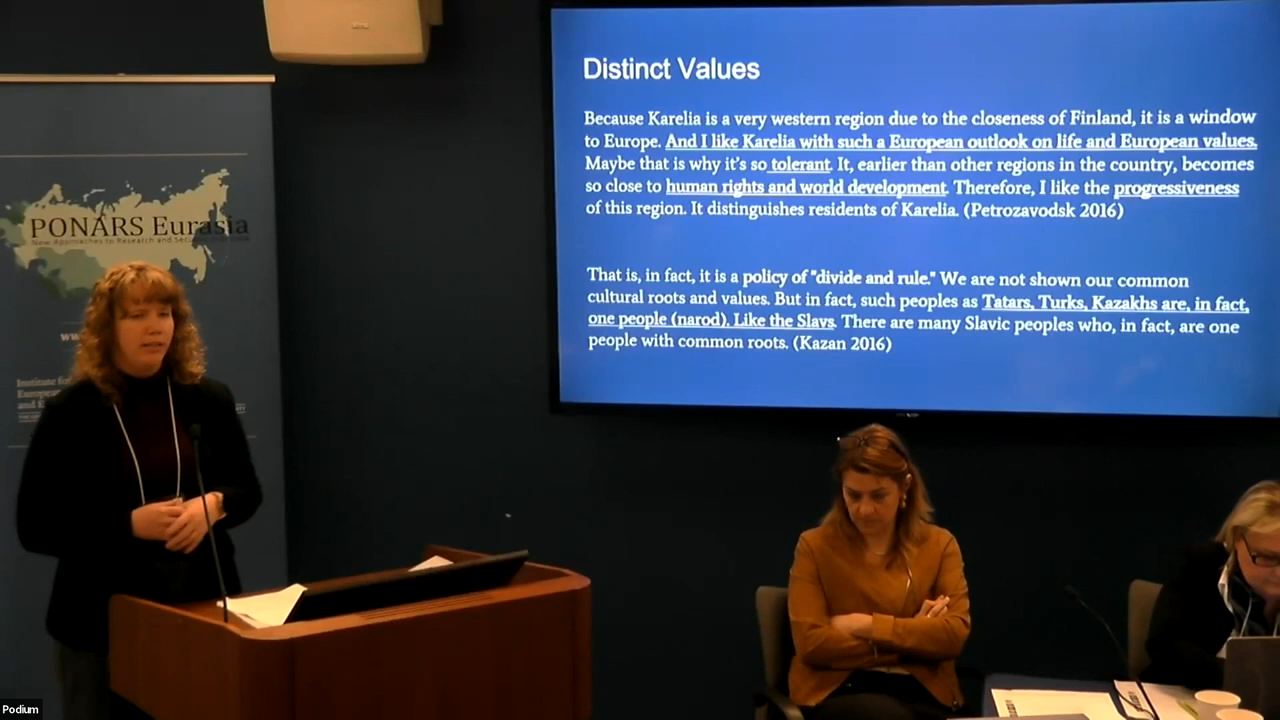 Distinct Values
Because Karelia is a very western region due to the closeness of Finland, it is a window
to Europe. And I like Karelia with such a European outlook on life and European values.
Maybe that is why it's so tolerant. It, earlier than other regions in the country, becomes
so close to human rights and world development. Therefore, I like the progressiveness
of this region. It distinguishes residents of Karelia. (Petrozavodsk 2016)
That is, in fact, it is a policy of "divide and rule." We are not shown our common
cultural roots and values. But in fact, such peoples as Tatars, Turks, Kazakhs are, in fact,
one people (narod). Like the Slavs. There are many Slavic peoples who, in fact, are one
people with common roots. (Kazan 2016)
PONARS Eurasia
New Approaches to Research and
Institute
Podium